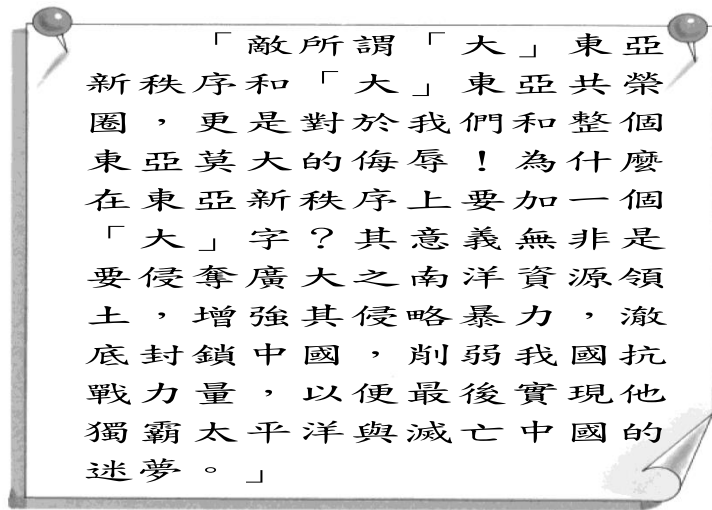 「敵所謂「大」東亞
新秩序和「大」東亞共榮
圈，更是對於我們和整個
東亞莫大的侮辱！為什麼
在東亞新秩序上要加一個
「大」字？其意義無非是
要侵奪廣大之南洋資源領
土，增強其侵略暴力，澈
底封鎖中國，削弱我國抗
戰力量，以便最後實現他
獨霸太平洋與滅亡中國的
迷夢。」